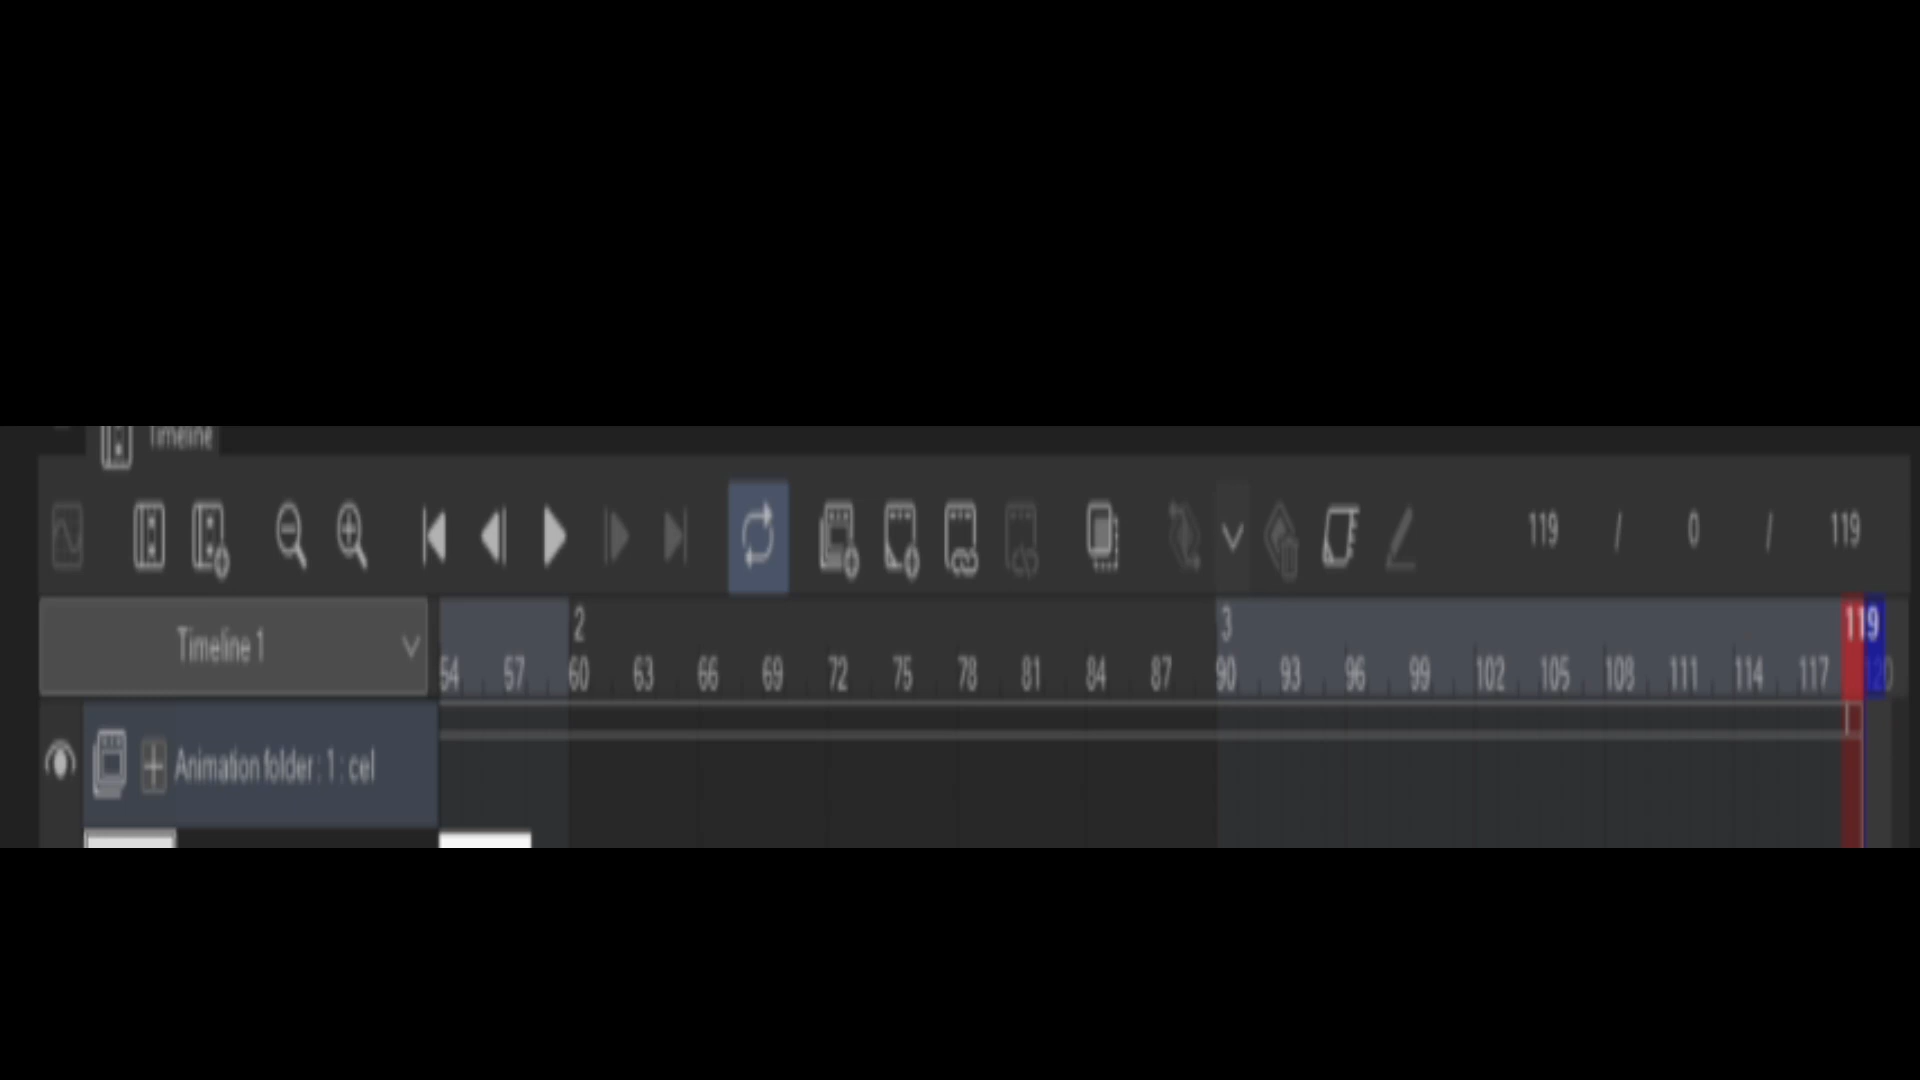 Timeline
119 / 0 / 119
Timeline 1
2 3 119
54 57 60 63 66 69 72 75 78 81 84 87 90 93 96 99 102 105 108 111 114 117 120
Animation folder : 1 : cel